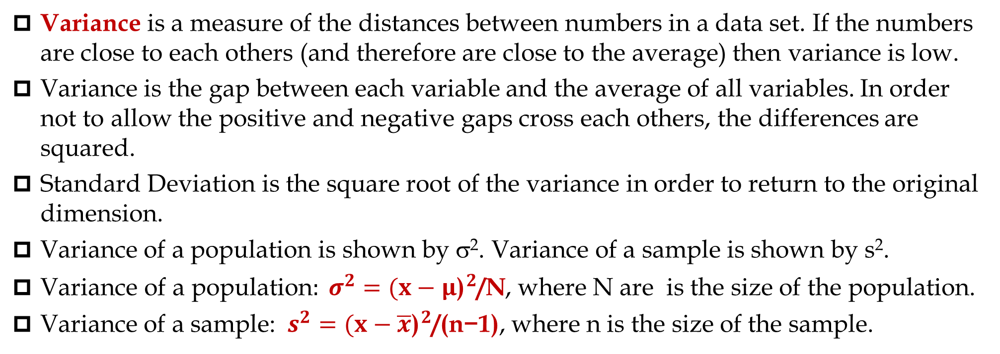 Variance is a measure of the distances between numbers in a data set. If the numbers
are close to each others (and therefore are close to the average) then variance is low.
Variance is the gap between each variable and the average of all variables. In order
not to allow the positive and negative gaps cross each others, the differences are
squared.
Standard Deviation is the square root of the variance in order to return to the original
dimension.
Variance of a population is shown by σ². Variance of a sample is shown by s².
Variance of a population: σ² = (x − μ)²/N, where N are  is the size of the population.
Variance of a sample: s² = (x − x̅)²/(n−1), where n is the size of the sample.